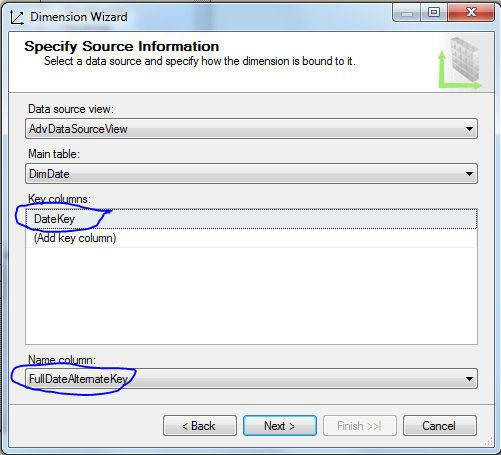 Dimension Wizard
Specify Source Information
Select a data source and specify how the dimension is bound to it.
Data source view:
AdvDataSourceView
Main table:
DimDate
Key columns:
DateKey
(Add key column)
Name column:
FullDateAlternateKey
< Back Next > Finish >>| Cancel